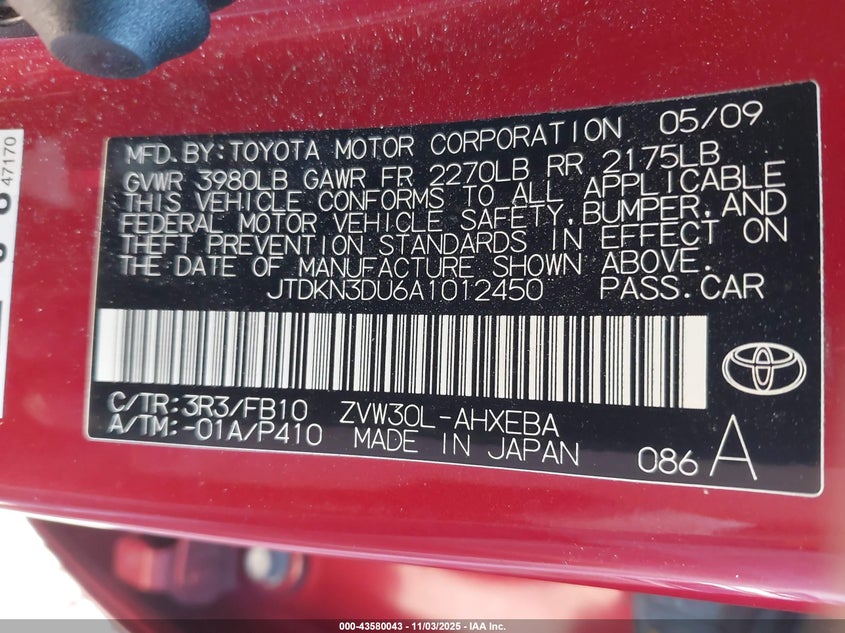 MFD. BY: TOYOTA MOTOR CORPORATION 05/09
GVWR 3980LB GAWR FR 2270LB RR 2175LB
THIS VEHICLE CONFORMS TO ALL APPLICABLE
FEDERAL MOTOR VEHICLE SAFETY, BUMPER, AND
THEFT PREVENTION STANDARDS IN EFFECT ON
THE DATE OF MANUFACTURE SHOWN ABOVE.
JTDKN3DU6A1012450 PASS. CAR
C/TR: 3R3/FB10 ZVW30L-AHXEBA
A/TM: -01A/P410 MADE IN JAPAN
086 A
47170
000-43580043 | 11/03/2025 - IAA Inc.